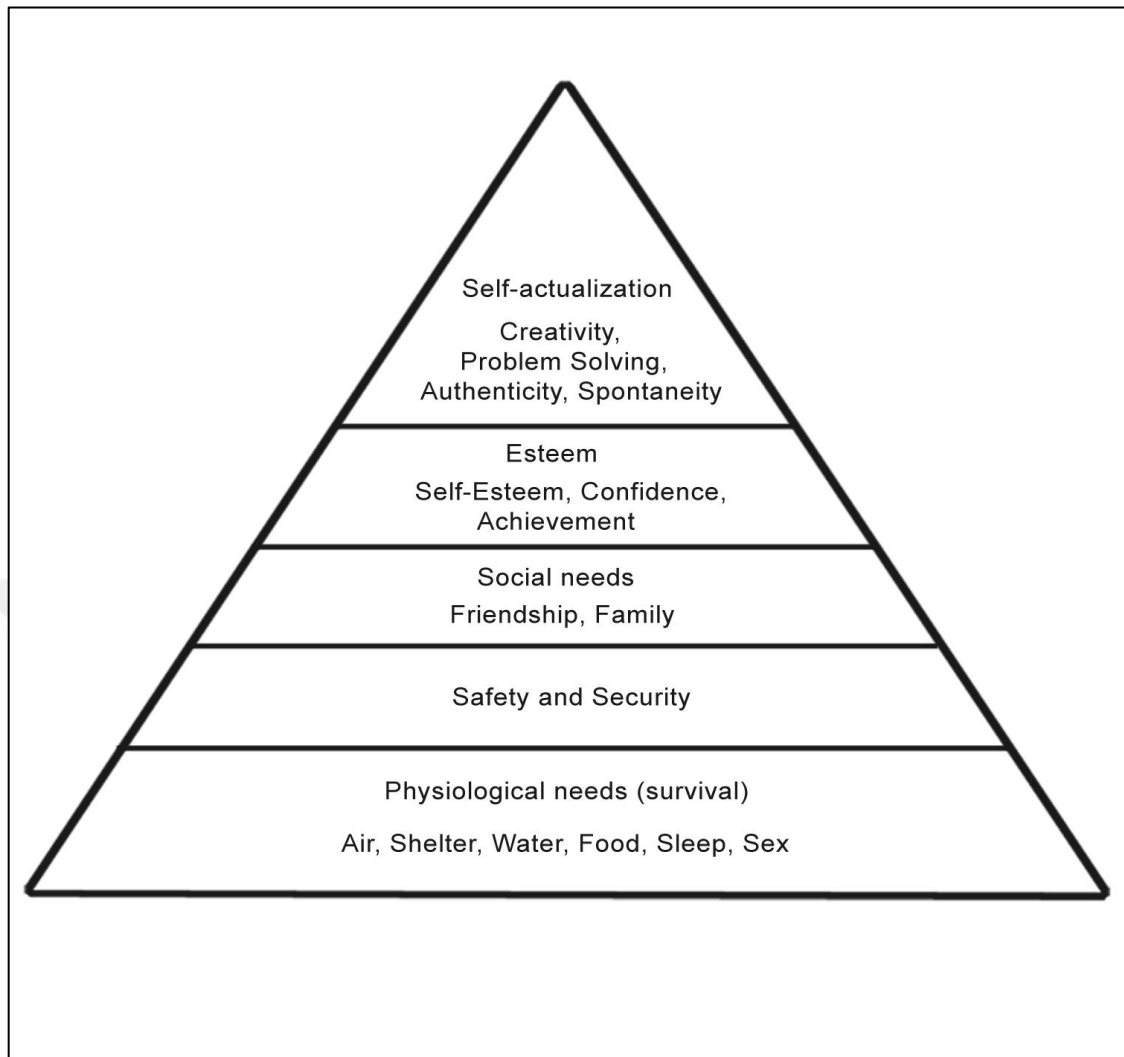 Self-actualization
Creativity,
Problem Solving,
Authenticity, Spontaneity
Esteem
Self-Esteem, Confidence,
Achievement
Social needs
Friendship, Family
Safety and Security
Physiological needs (survival)
Air, Shelter, Water, Food, Sleep, Sex